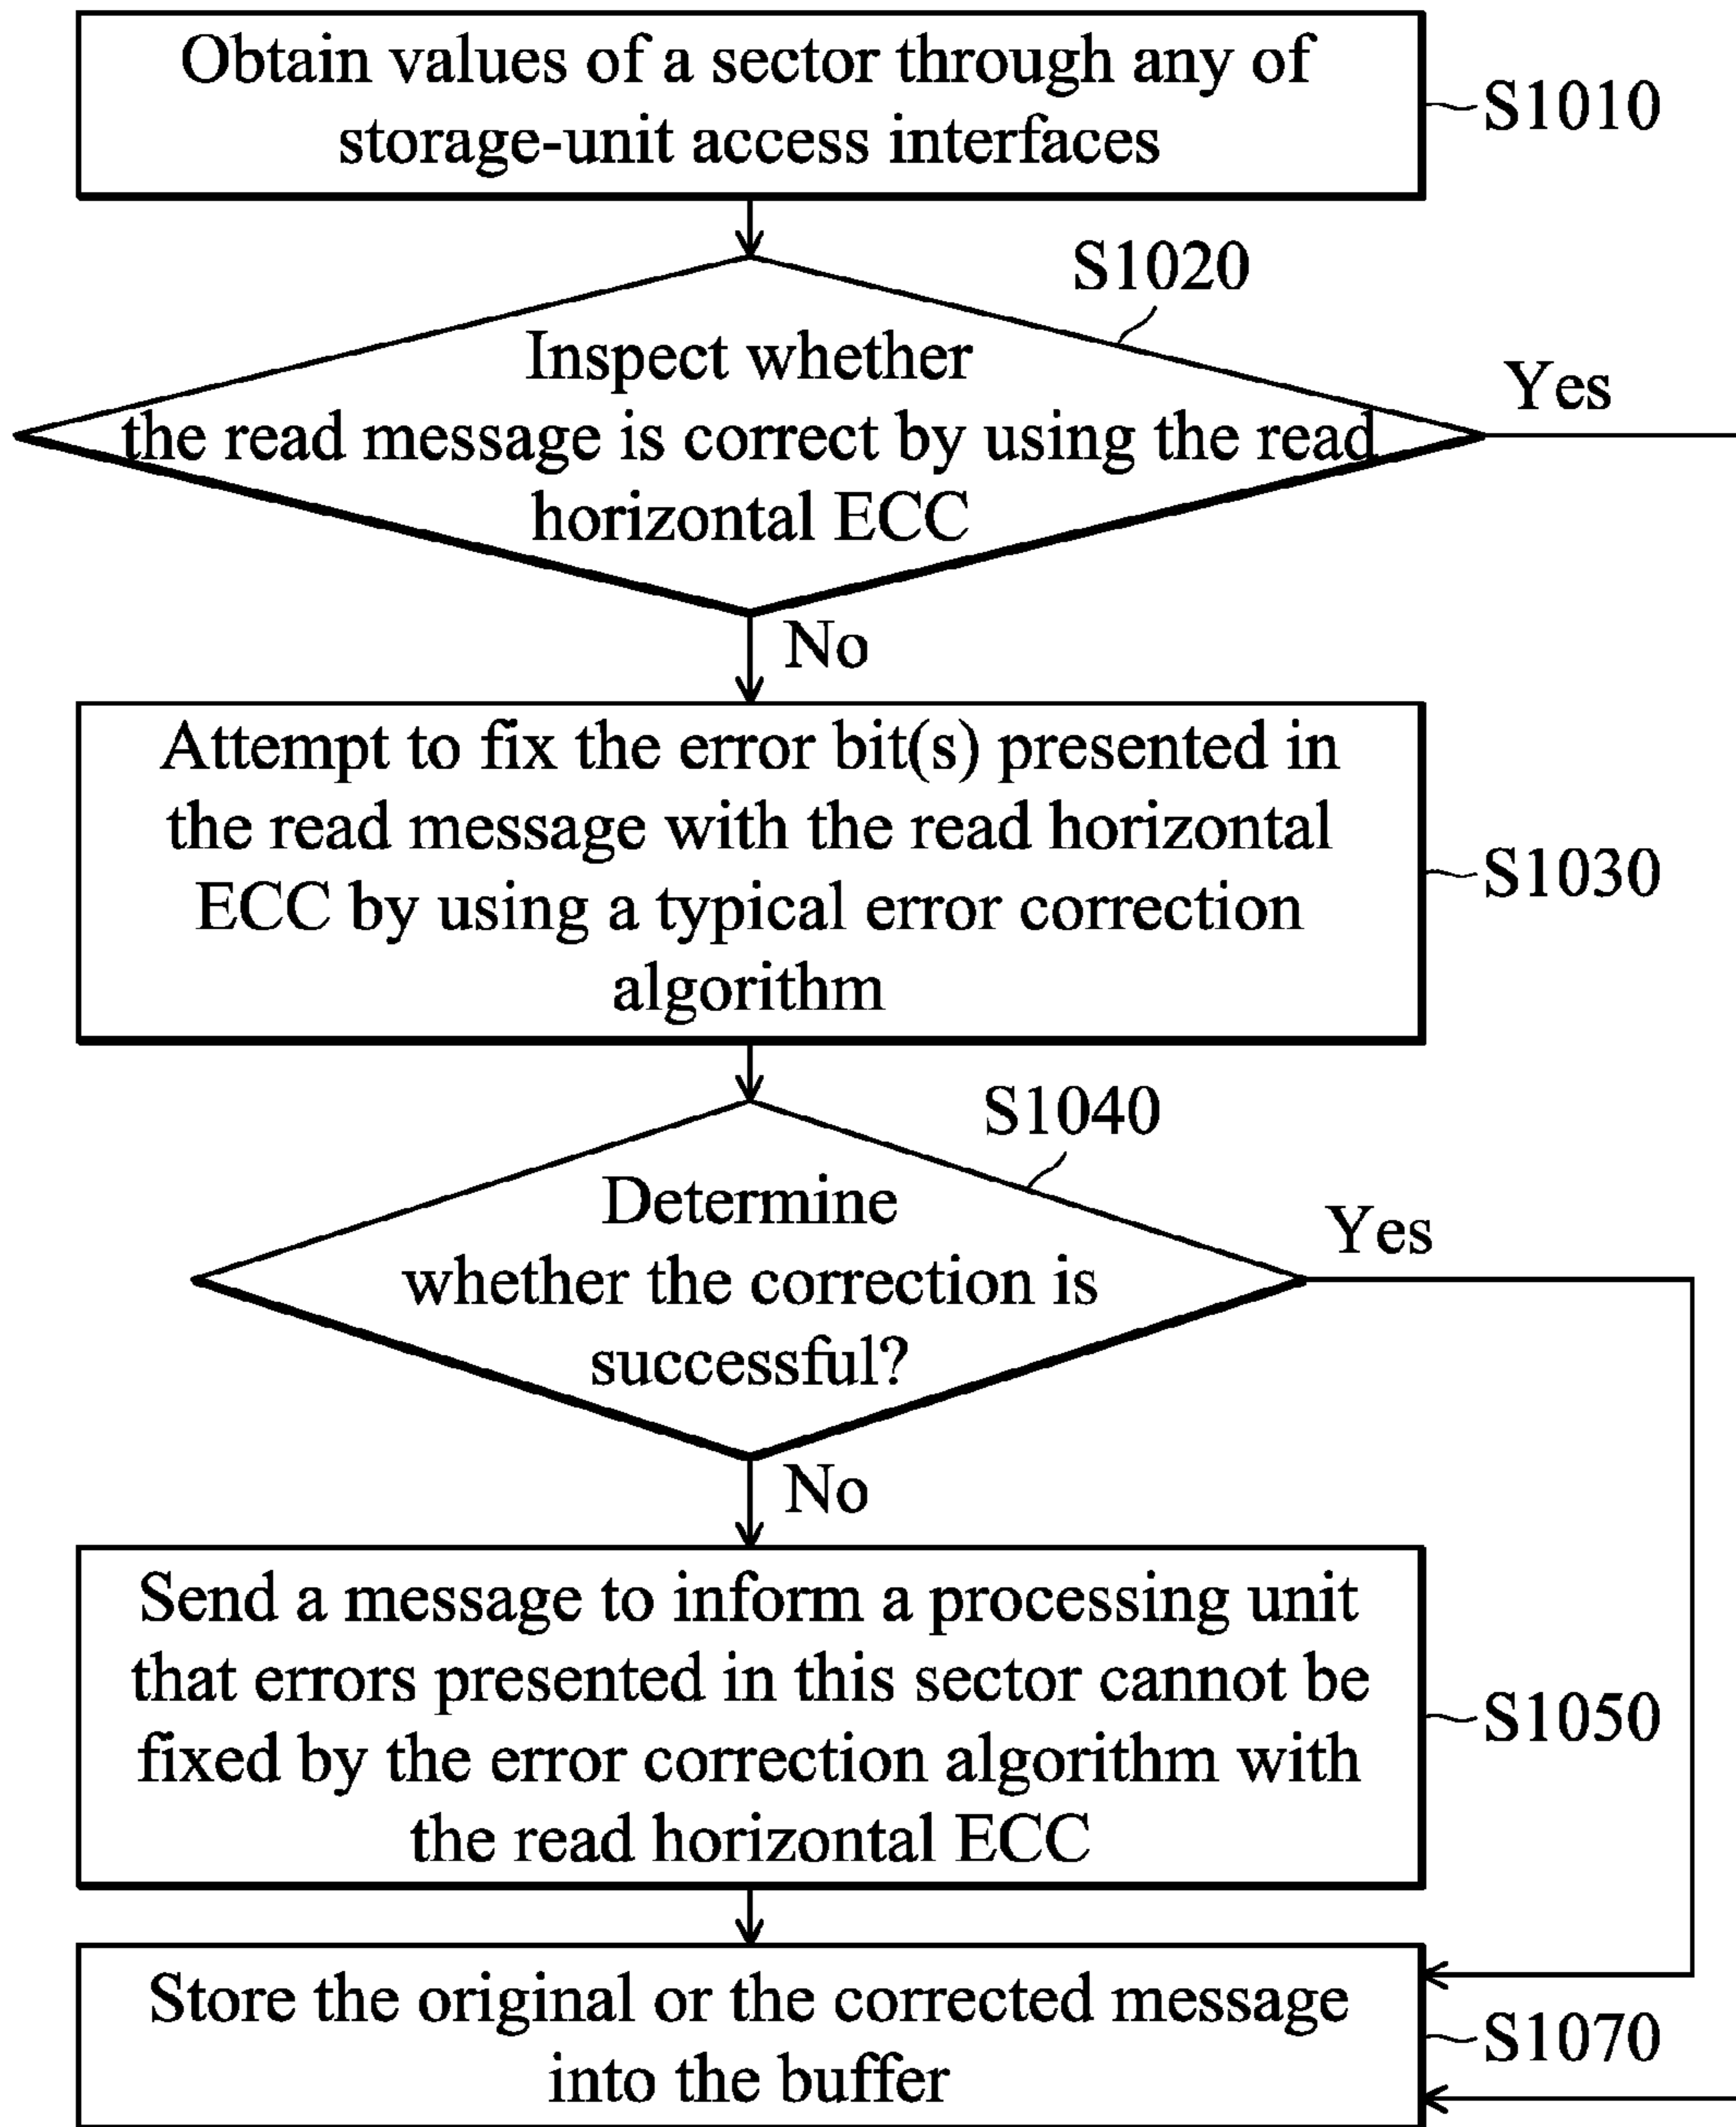 Obtain values of a sector through any of
storage-unit access interfaces
S1010
S1020
Inspect whether
the read message is correct by using the read
horizontal ECC
Yes
No
Attempt to fix the error bit(s) presented in
the read message with the read horizontal
ECC by using a typical error correction
algorithm
S1030
S1040
Determine
whether the correction is
successful?
Yes
No
Send a message to inform a processing unit
that errors presented in this sector cannot be
fixed by the error correction algorithm with
the read horizontal ECC
S1050
Store the original or the corrected message
into the buffer
S1070